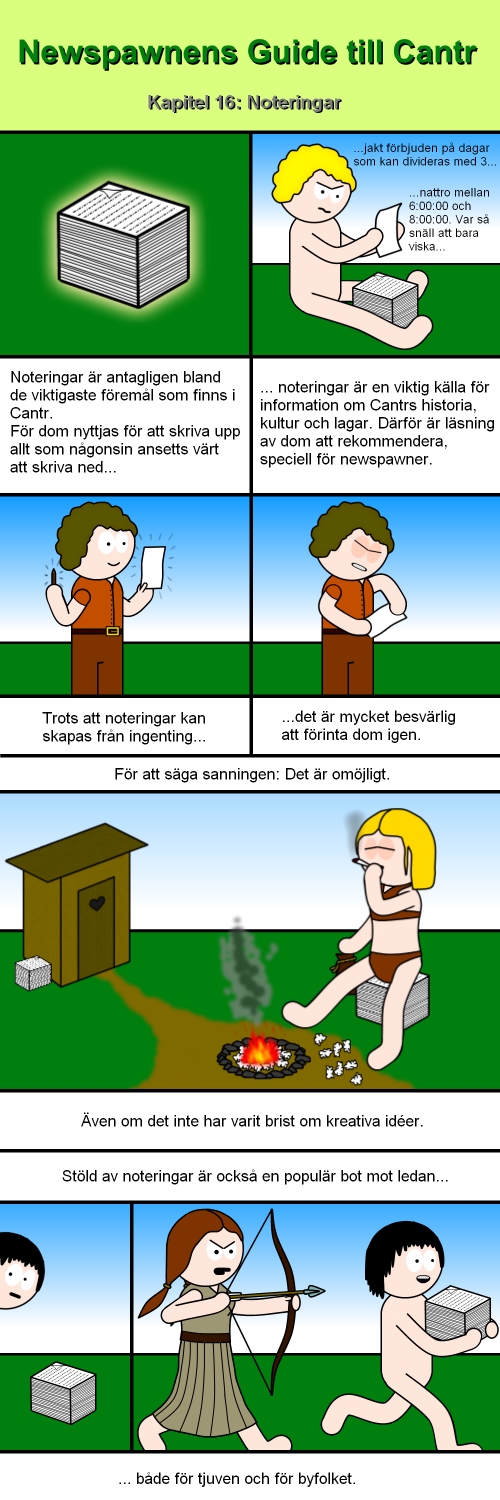 Newspawnens Guide till Cantr
Kapitel 16: Noteringar
...jakt förbjuden på dagar
som kan divideras med 3...
...nattro mellan
6:00:00 och
8:00:00. Var så
snäll att bara
viska...
Noteringar är antagligen bland
de viktigaste föremål som finns i
Cantr.
För dom nyttjas för att skriva upp
allt som någonsin ansetts värt
att skriva ned...
... noteringar är en viktig källa för
information om Cantrs historia,
kultur och lagar. Därför är läsning
av dom att rekommendera,
speciell för newspawner.
Trots att noteringar kan
skapas från ingenting...
...det är mycket besvärlig
att förinta dom igen.
För att säga sanningen: Det är omöjligt.
Även om det inte har varit brist om kreativa idéer.
Stöld av noteringar är också en populär bot mot ledan...
... både för tjuven och för byfolket.